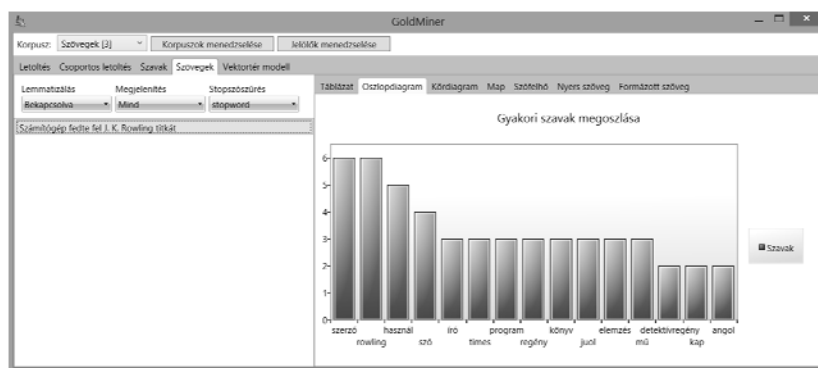 GoldMiner
Korpusz: Szövegek [3] Korpuszok menedzselése Jelölők menedzselése
Letöltés Csoportos letöltés Szavak Szövegek Vektortér modell
Lemmatizálás Megjelenítés Stopszószűrés
Bekapcsolva Mind stopword
Számítógép fedte fel J. K. Rowling titkát
Táblázat Oszlopdiagram Kördiagram Map Szófelhő Nyers szöveg Formázott szöveg
Gyakori szavak megoszlása
6
5
4
3
2
1
0
szerző használ író program könyv elemzés detektívregény angol
rowling szó times regény juol mű kap
Szavak